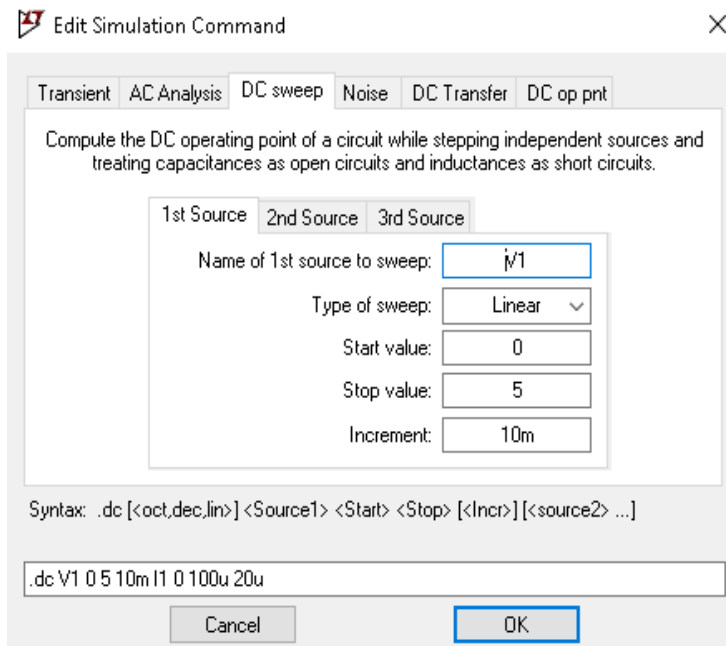 Edit Simulation Command
Transient AC Analysis DC sweep Noise DC Transfer DC op pnt
Compute the DC operating point of a circuit while stepping independent sources and
treating capacitances as open circuits and inductances as short circuits.
1st Source 2nd Source 3rd Source
Name of 1st source to sweep: V1
Type of sweep: Linear
Start value: 0
Stop value: 5
Increment: 10m
Syntax: .dc [<oct,dec,lin>] <Source1> <Start> <Stop> [<Incr>] [<source2> ...]
.dc V1 0 5 10m I1 0 100u 20u
Cancel OK